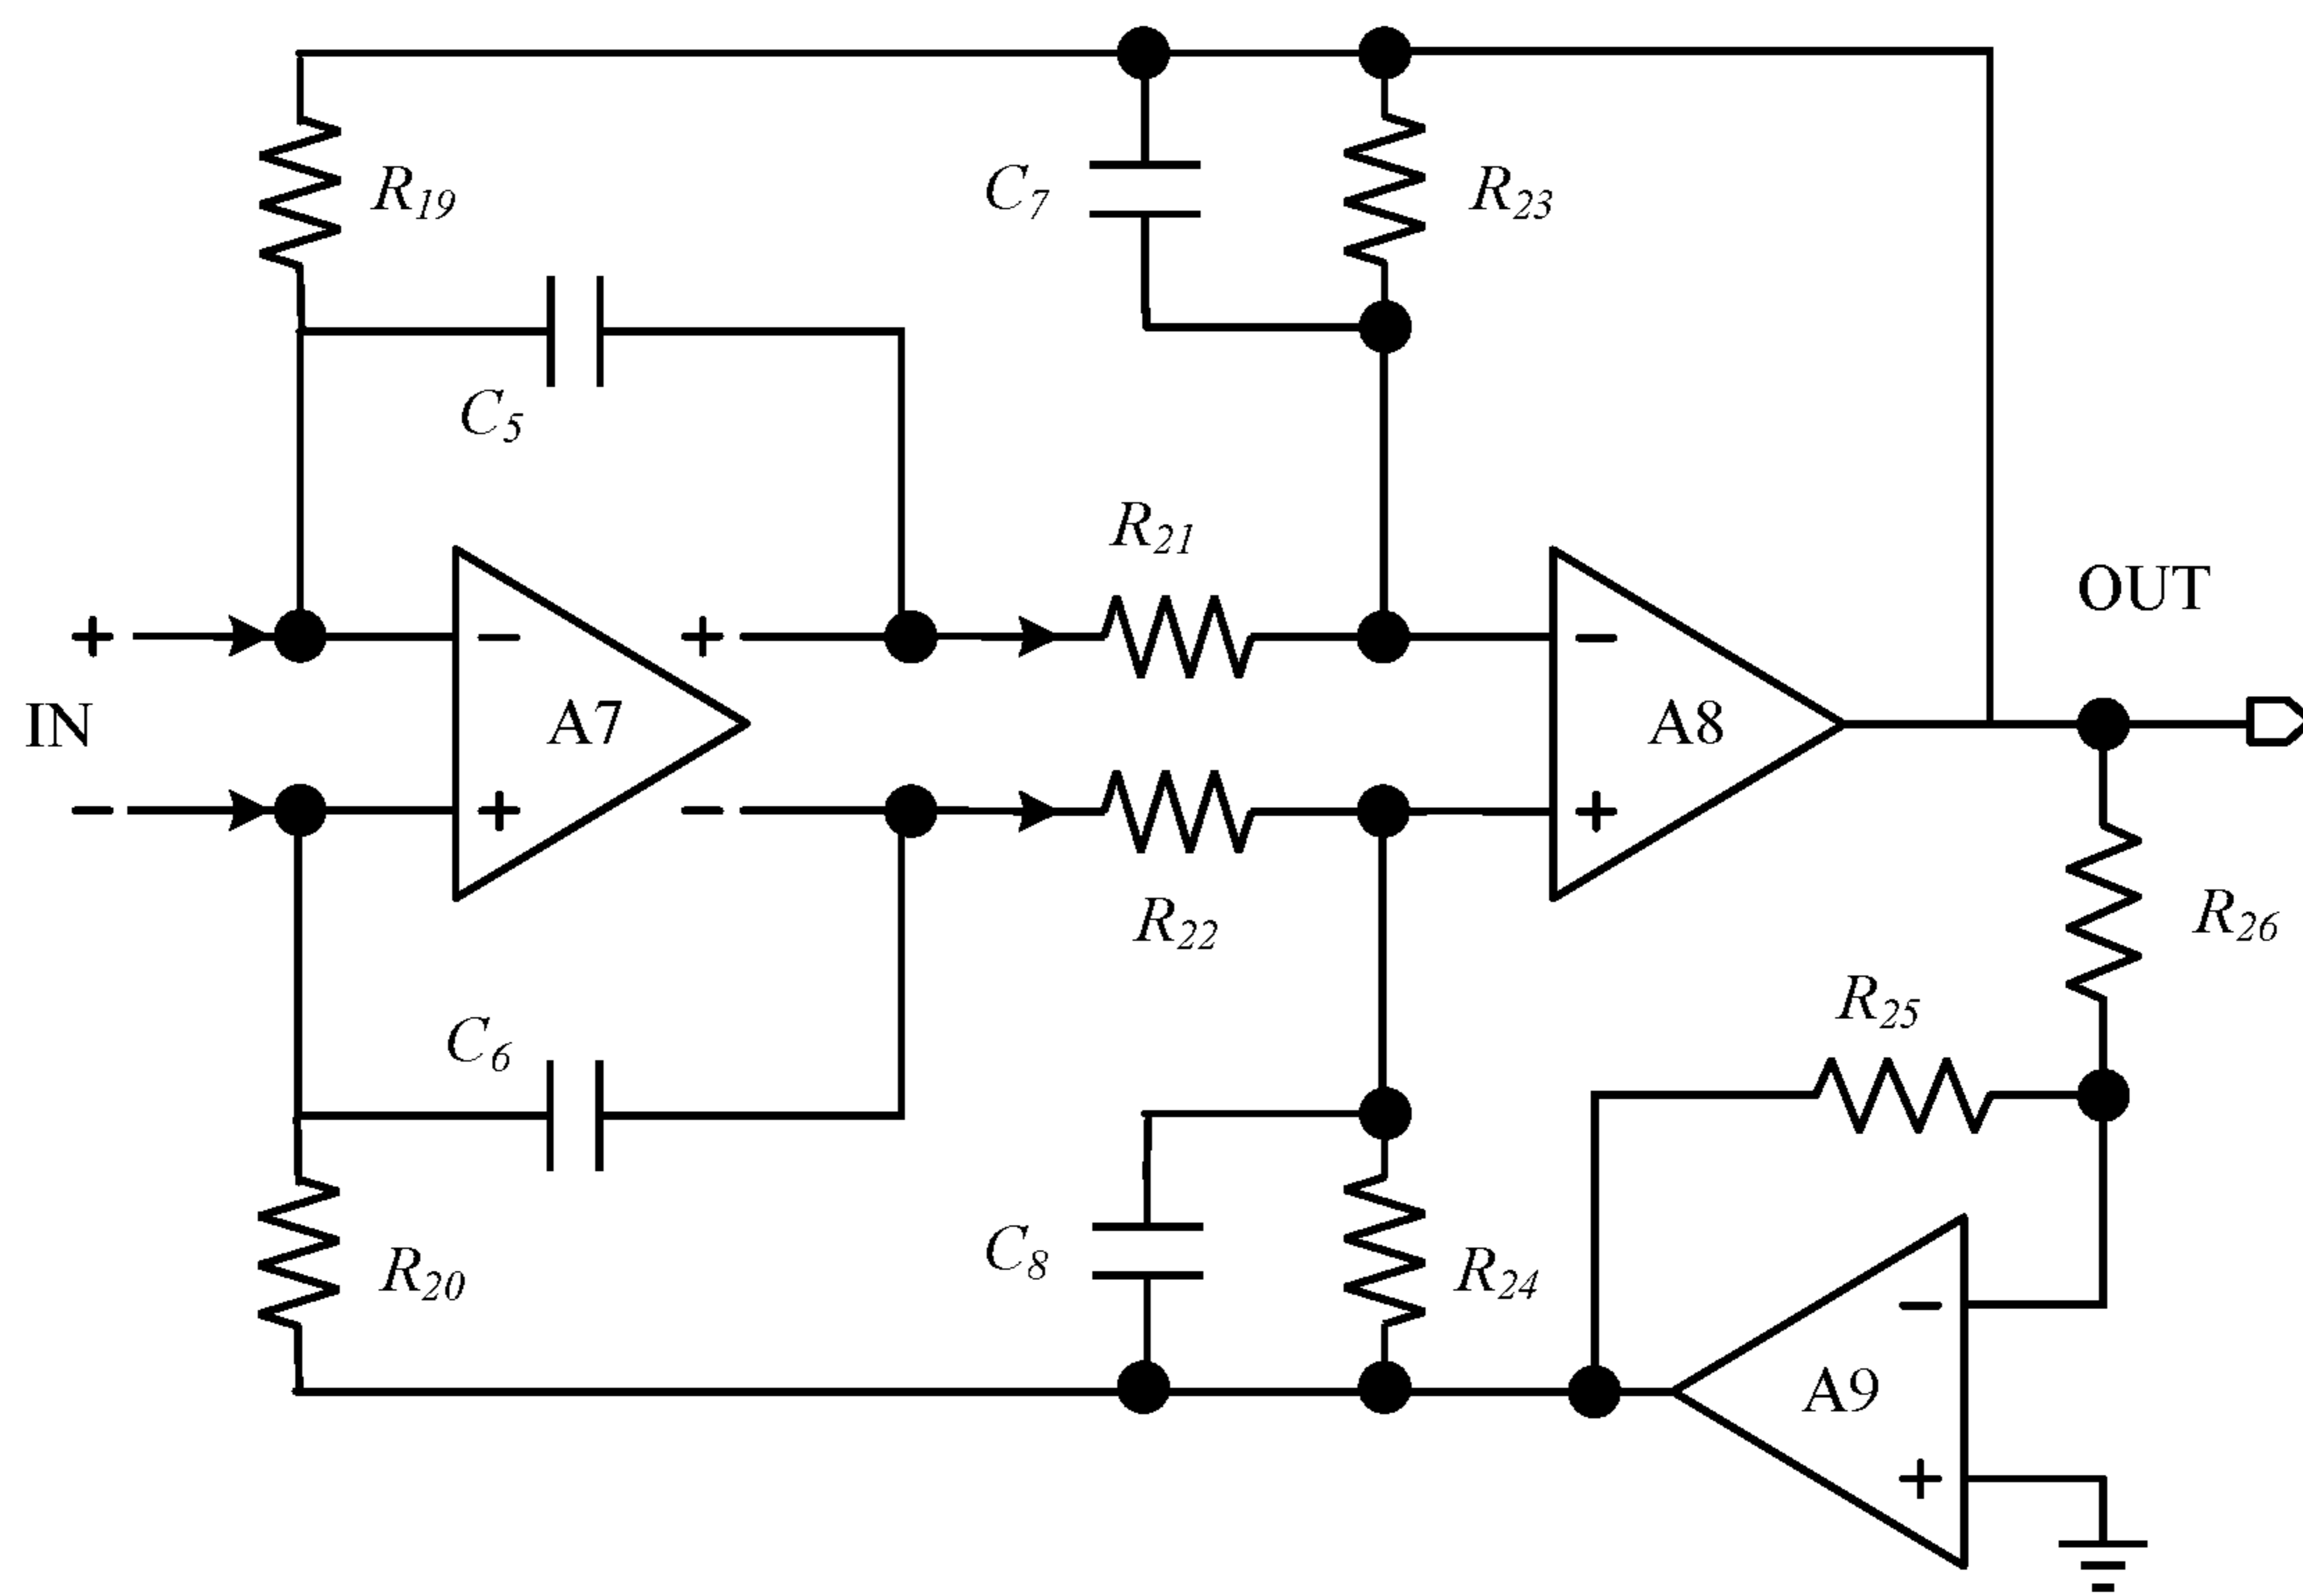 R19
C7
R23
C5
R21
OUT
+
−
+
−
IN
A7
A8
−
+
−
+
R22
R26
R25
C6
C8
R24
R20
−
A9
+